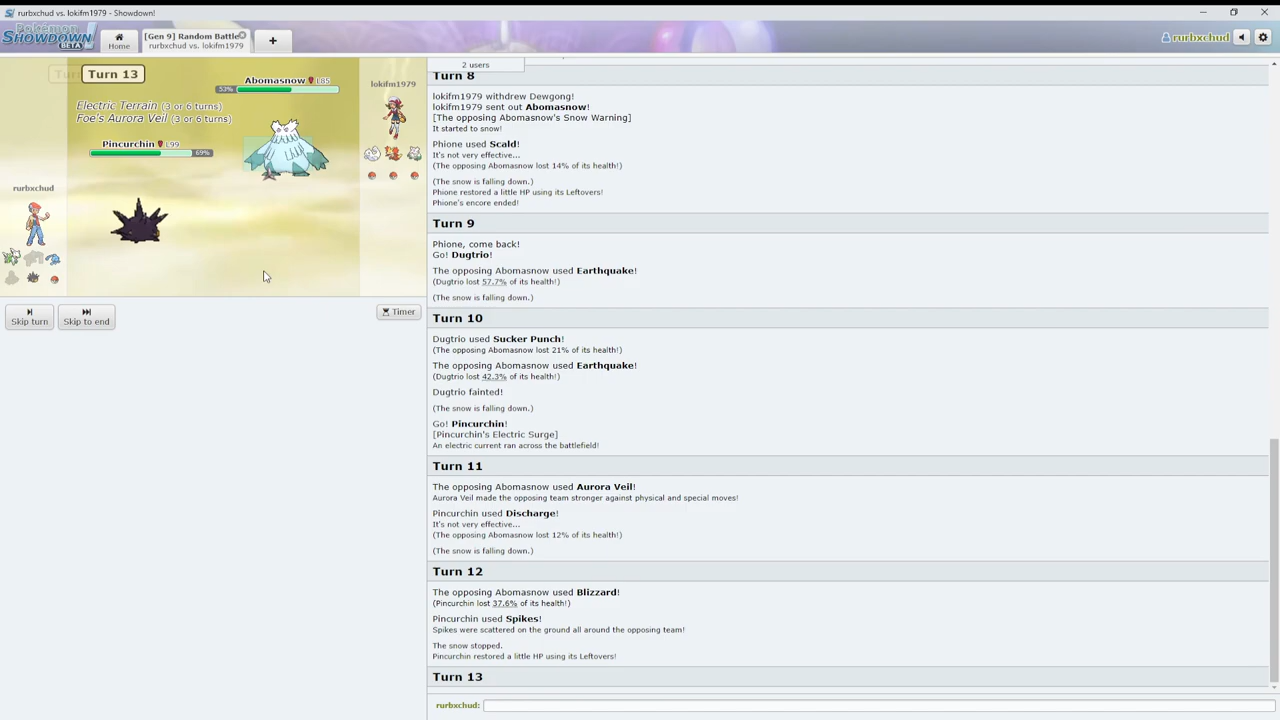 rurbxchud vs. lokifm1979 - Showdown!
Pokémon
Showdown!
BETA
Home
[Gen 9] Random Battle
rurbxchud vs. lokifm1979
+
rurbxchud
2 users
Turn 13
Abomasnow L85
53%
Electric Terrain (3 or 6 turns)
Foe's Aurora Veil (3 or 6 turns)
Pincurchin L99
69%
lokifm1979
rurbxchud
Skip turn
Skip to end
Timer
Turn 8
lokifm1979 withdrew Dewgong!
lokifm1979 sent out Abomasnow!
[The opposing Abomasnow's Snow Warning]
It started to snow!
Phione used Scald!
It's not very effective...
(The opposing Abomasnow lost 14% of its health!)
(The snow is falling down.)
Phione restored a little HP using its Leftovers!
Phione's encore ended!
Turn 9
Phione, come back!
Go! Dugtrio!
The opposing Abomasnow used Earthquake!
(Dugtrio lost 57.7% of its health!)
(The snow is falling down.)
Turn 10
Dugtrio used Sucker Punch!
(The opposing Abomasnow lost 21% of its health!)
The opposing Abomasnow used Earthquake!
(Dugtrio lost 42.3% of its health!)
Dugtrio fainted!
(The snow is falling down.)
Go! Pincurchin!
[Pincurchin's Electric Surge]
An electric current ran across the battlefield!
Turn 11
The opposing Abomasnow used Aurora Veil!
Aurora Veil made the opposing team stronger against physical and special moves!
Pincurchin used Discharge!
It's not very effective...
(The opposing Abomasnow lost 12% of its health!)
(The snow is falling down.)
Turn 12
The opposing Abomasnow used Blizzard!
(Pincurchin lost 37.6% of its health!)
Pincurchin used Spikes!
Spikes were scattered on the ground all around the opposing team!
The snow stopped.
Pincurchin restored a little HP using its Leftovers!
Turn 13
rurbxchud: